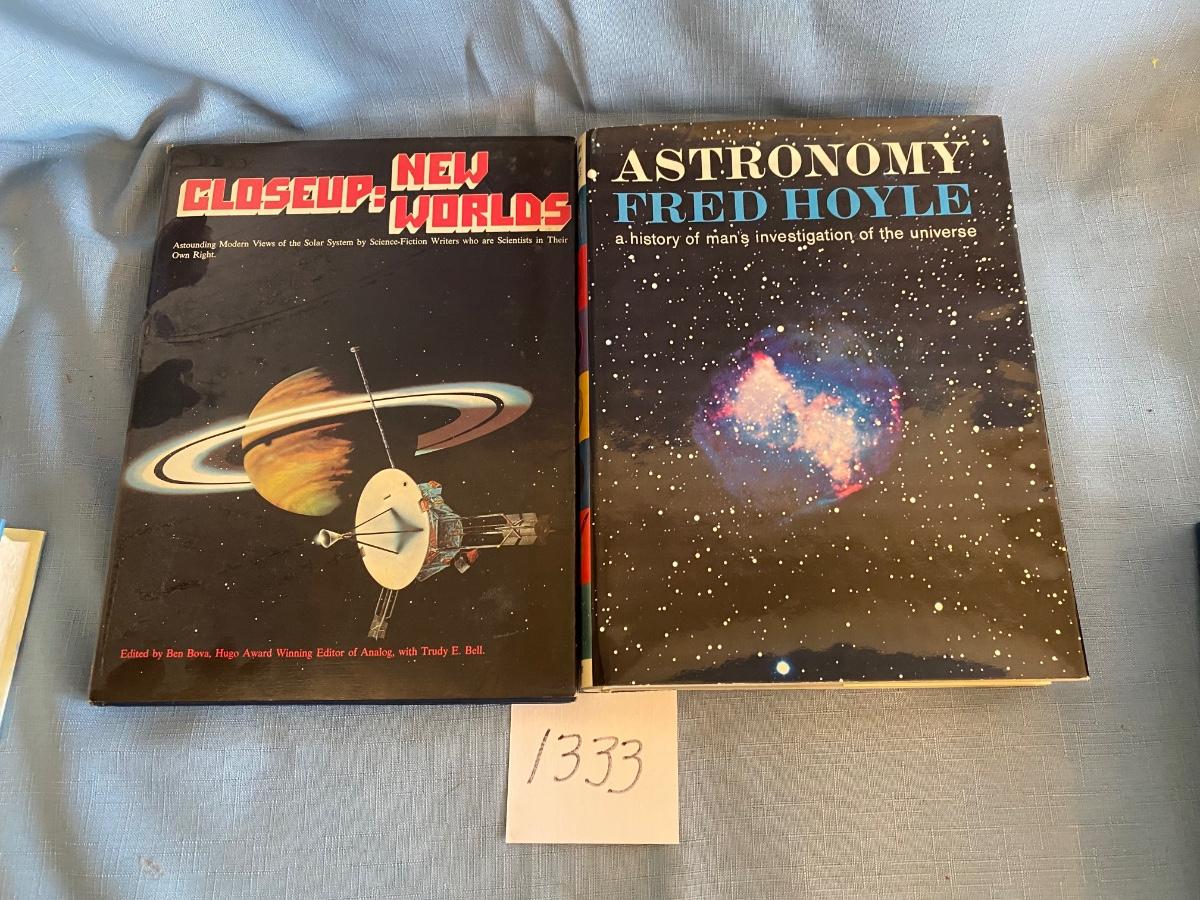 CLOSEUP: NEW
WORLDS
Astounding Modern Views of the Solar System by Science-Fiction Writers who are Scientists in Their
Own Right.
Edited by Ben Bova, Hugo Award Winning Editor of Analog, with Trudy E. Bell.
ASTRONOMY
FRED HOYLE
a history of man's investigation of the universe
1333